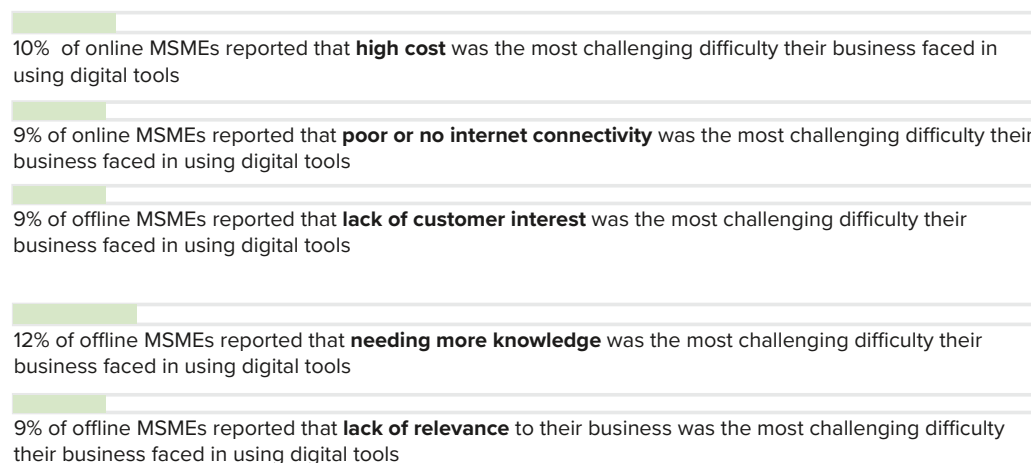 10% of online MSMEs reported that high cost was the most challenging difficulty their business faced in
using digital tools
9% of online MSMEs reported that poor or no internet connectivity was the most challenging difficulty their
business faced in using digital tools
9% of offline MSMEs reported that lack of customer interest was the most challenging difficulty their
business faced in using digital tools
12% of offline MSMEs reported that needing more knowledge was the most challenging difficulty their
business faced in using digital tools
9% of offline MSMEs reported that lack of relevance to their business was the most challenging difficulty
their business faced in using digital tools